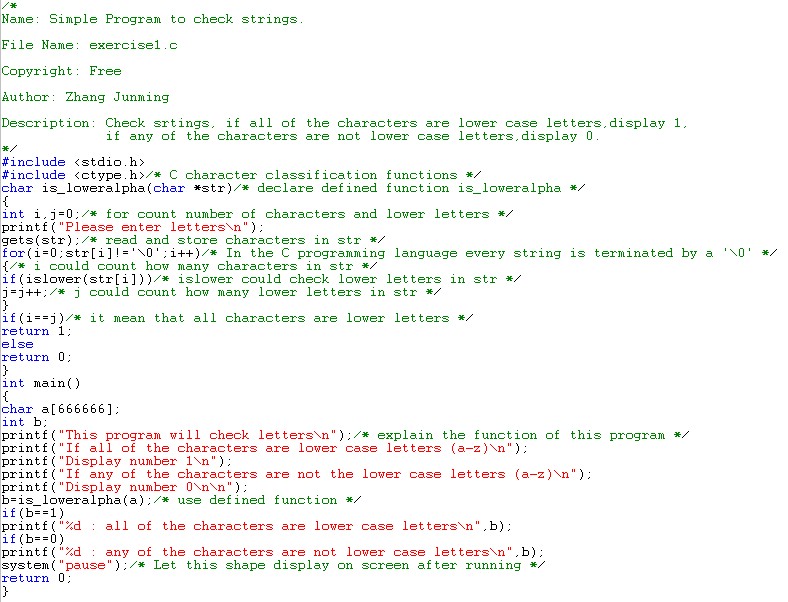 /*
Name: Simple Program to check strings.
File Name: exercise1.c
Copyright: Free
Author: Zhang Junming
Description: Check srtings, if all of the characters are lower case letters,display 1,
if any of the characters are not lower case letters,display 0.
*/
#include <stdio.h>
#include <ctype.h>/* C character classification functions */
char is_loweralpha(char *str)/* declare defined function is_loweralpha */
{
int i,j=0;/* for count number of characters and lower letters */
printf("Please enter letters\n");
gets(str);/* read and store characters in str */
for(i=0;str[i]!='\0';i++)/* In the C programming language every string is terminated by a '\0' */
{/* i could count how many characters in str */
if(islower(str[i]))/* islower could check lower letters in str */
j=j++;/* j could count how many lower letters in str */
}
if(i==j)/* it mean that all characters are lower letters */
return 1;
else
return 0;
}
int main()
{
char a[666666];
int b;
printf("This program will check letters\n");/* explain the function of this program */
printf("If all of the characters are lower case letters (a-z)\n");
printf("Display number 1\n");
printf("If any of the characters are not the lower case letters (a-z)\n");
printf("Display number 0\n\n");
b=is_loweralpha(a);/* use defined function */
if(b==1)
printf("%d : all of the characters are lower case letters\n",b);
if(b==0)
printf("%d : any of the characters are not lower case letters\n",b);
system("pause");/* Let this shape display on screen after running */
return 0;
}